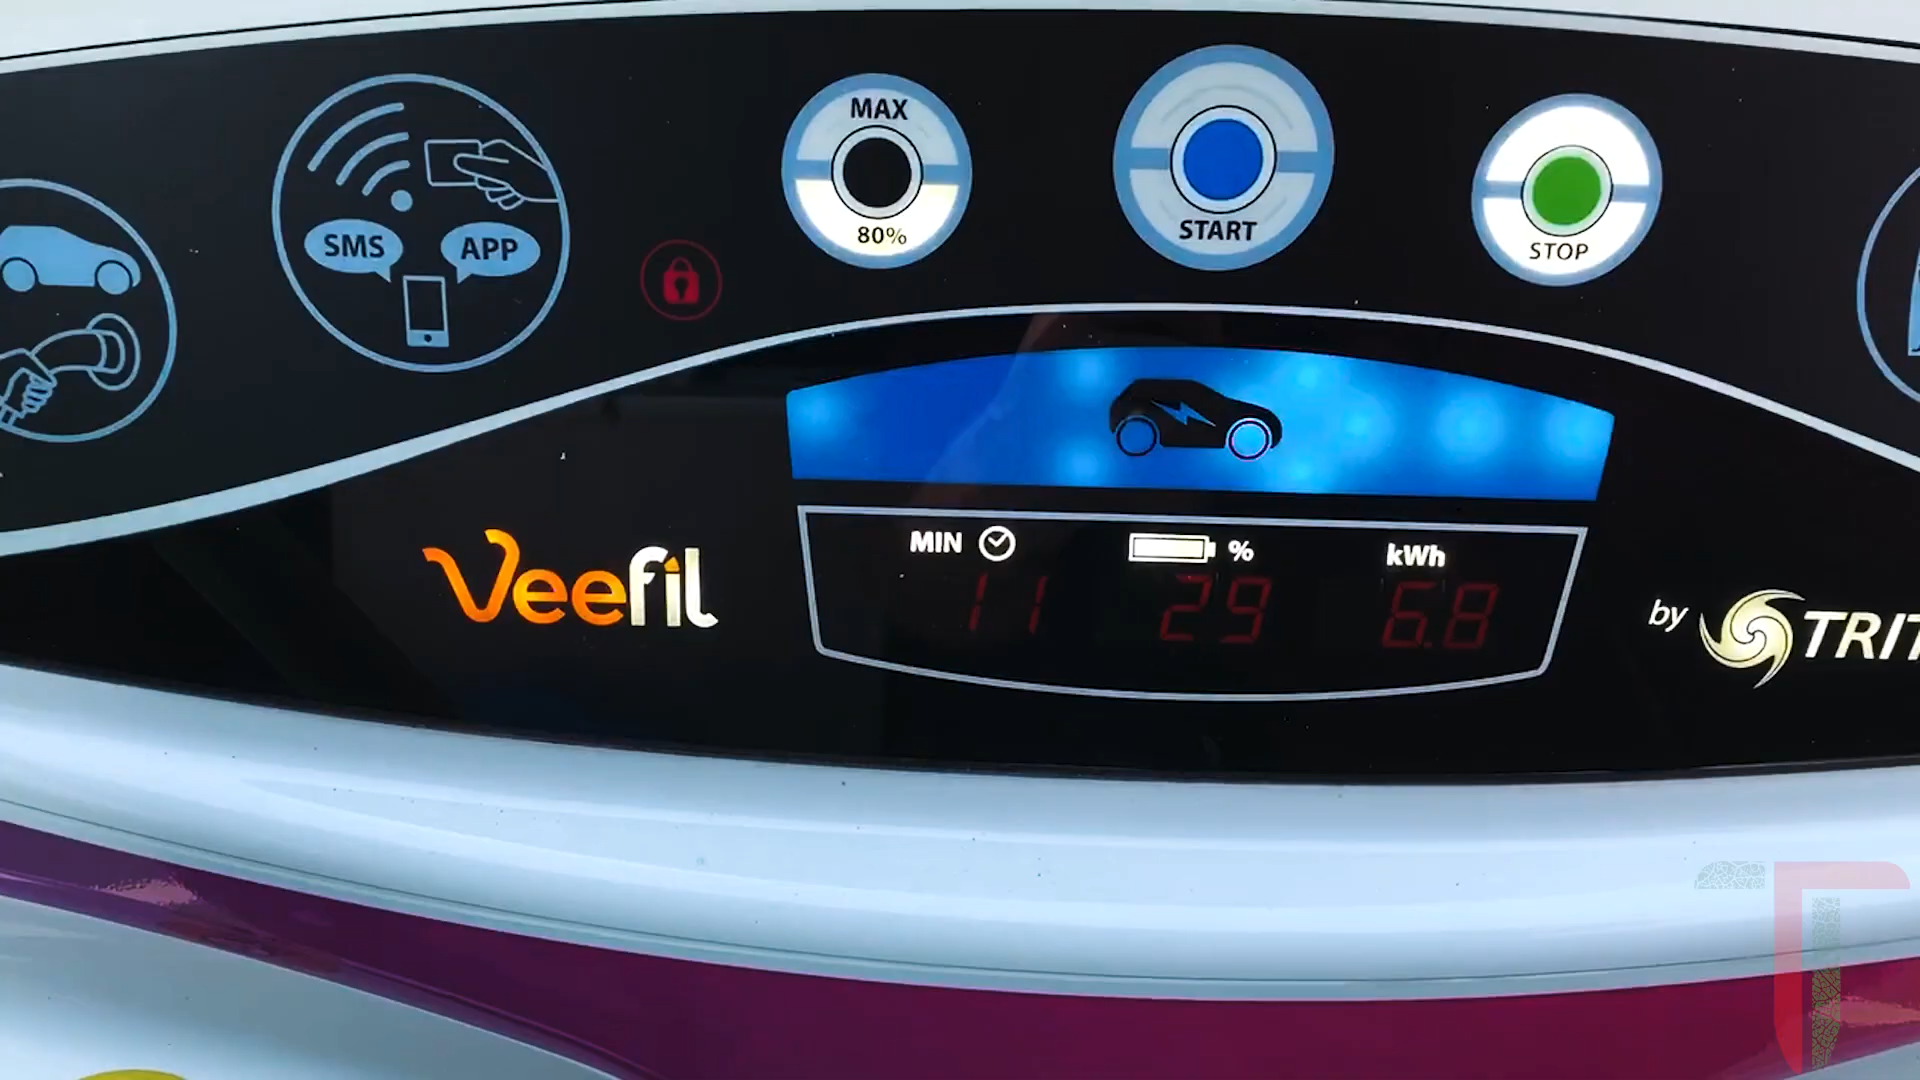 MAX
80%
START
STOP
SMS
APP
MIN
%
kWh
11
29
6.8
Veefil
by
TRIT